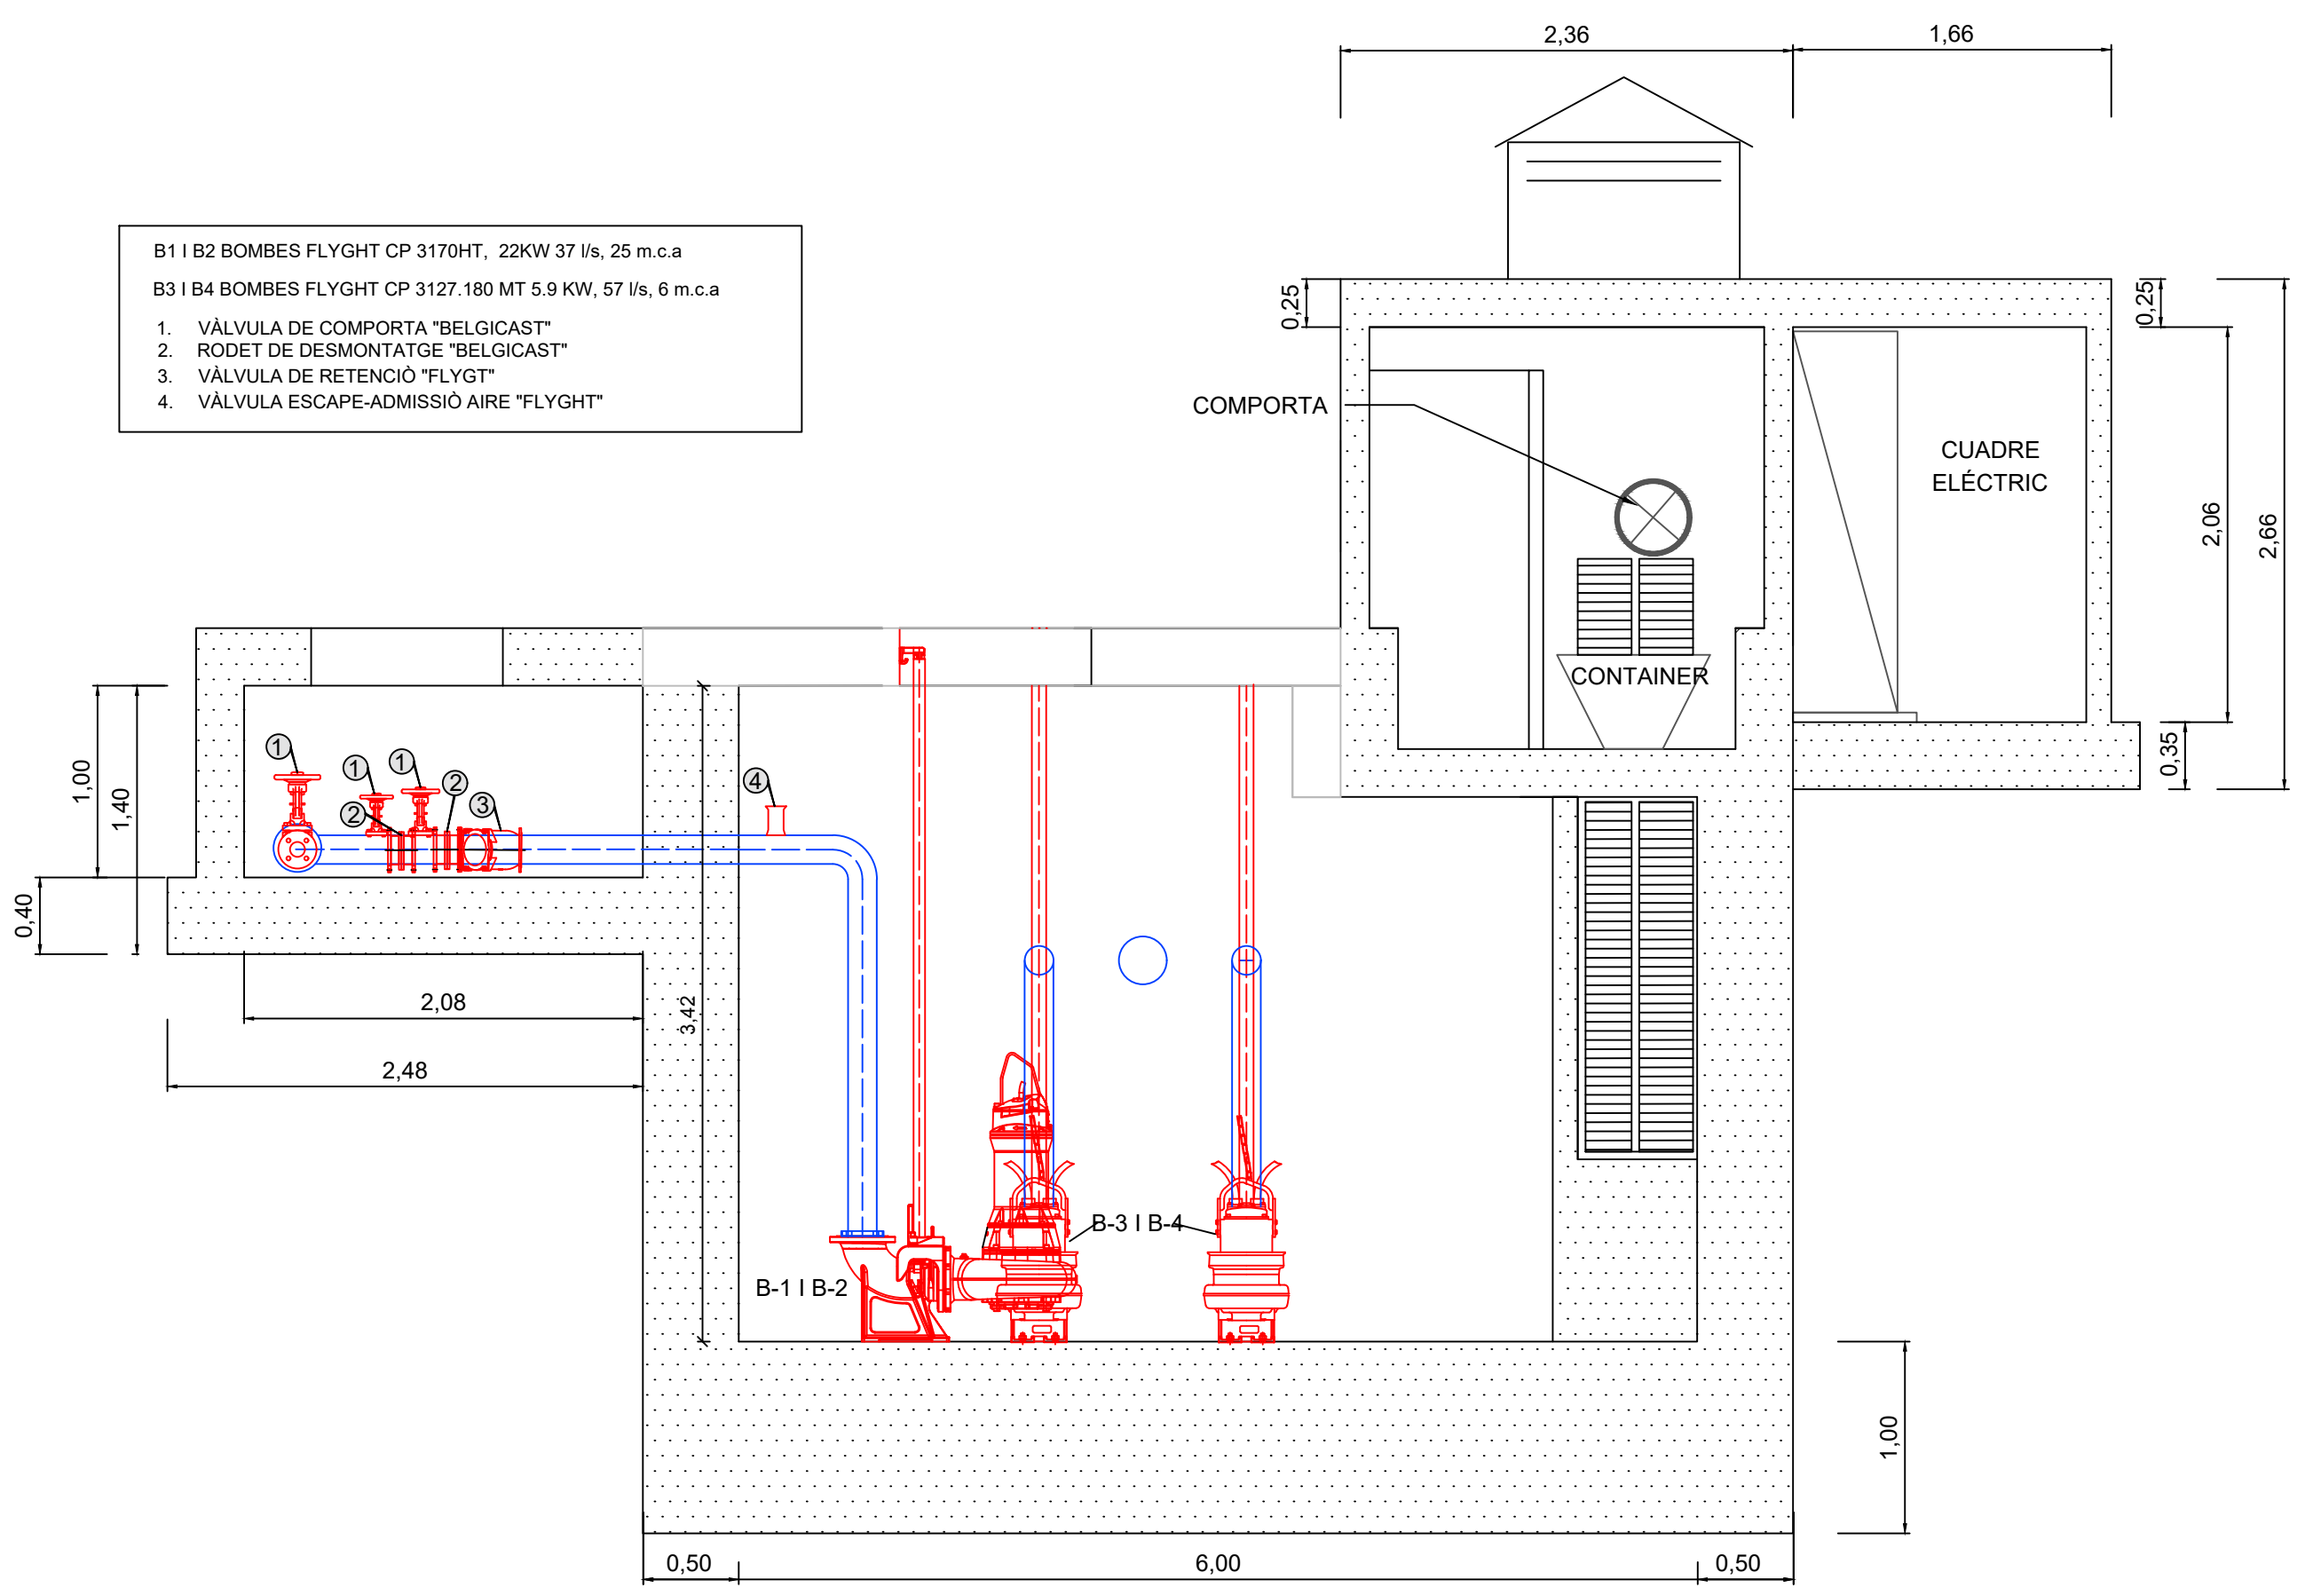 2,36
1,66
B1 I B2 BOMBES FLYGHT CP 3170HT, 22KW 37 l/s, 25 m.c.a
B3 I B4 BOMBES FLYGHT CP 3127.180 MT 5.9 KW, 57 l/s, 6 m.c.a
1. VÀLVULA DE COMPORTA "BELGICAST"
2. RODET DE DESMONTATGE "BELGICAST"
3. VÀLVULA DE RETENCIÒ "FLYGT"
4. VÀLVULA ESCAPE-ADMISSIÒ AIRE "FLYGHT"
0,25
0,25
COMPORTA
CUADRE
ELÉCTRIC
2,06
2,66
CONTAINER
0,35
1
1
1
2
2
3
4
1,00
1,40
0,40
2,08
2,48
3,42
B-3 I B-4
B-1 I B-2
1,00
0,50
6,00
0,50